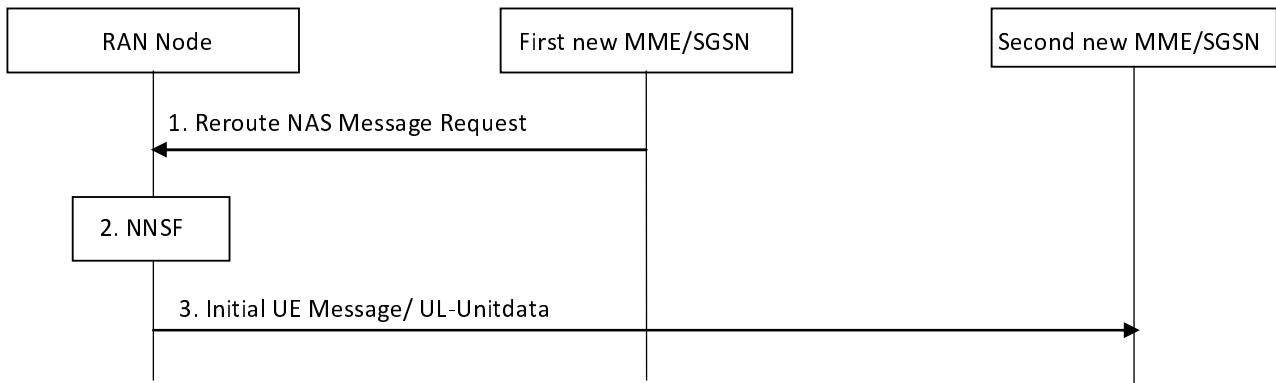 RAN Node
First new MME/SGSN
Second new MME/SGSN
1. Reroute NAS Message Request
2. NNSF
3. Initial UE Message/ UL-Unitdata